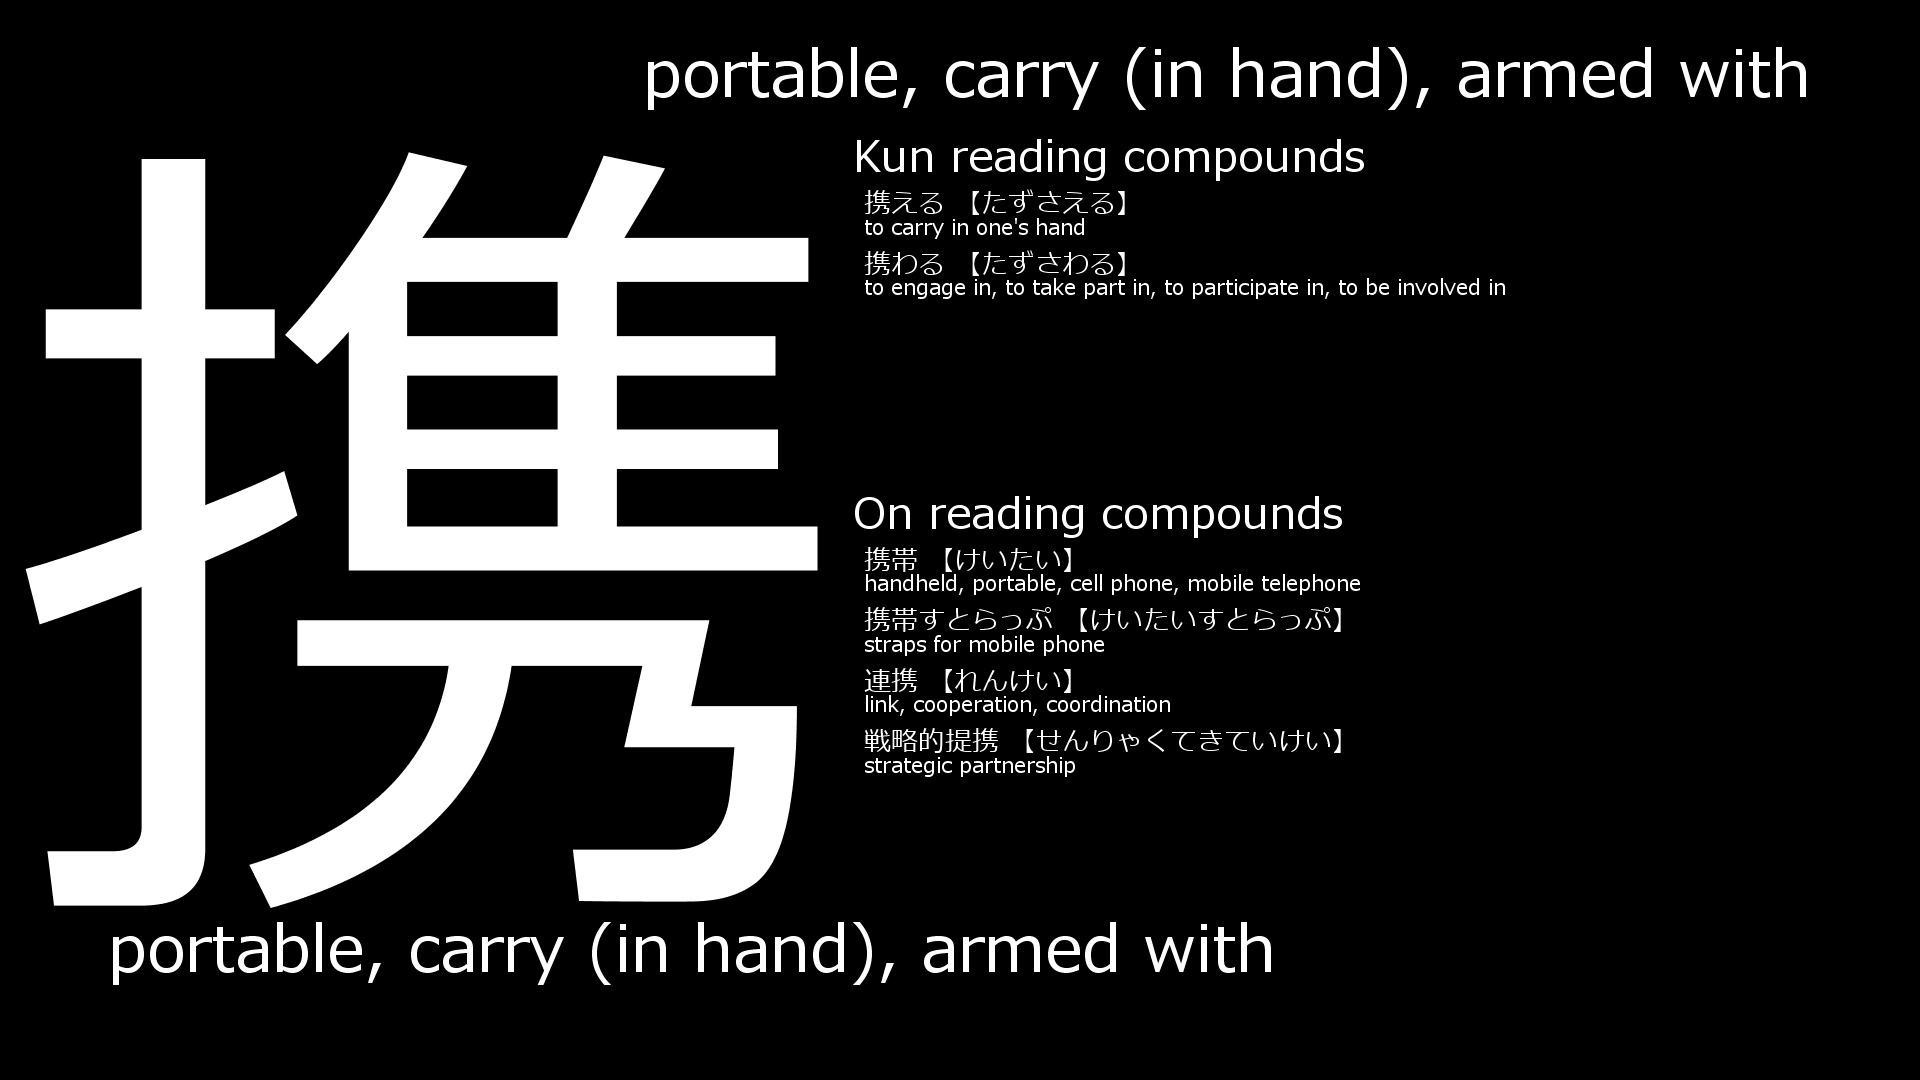 portable, carry (in hand), armed with
携
Kun reading compounds
携える 【たずさえる】
to carry in one's hand
携わる 【たずさわる】
to engage in, to take part in, to participate in, to be involved in
On reading compounds
携帯 【けいたい】
handheld, portable, cell phone, mobile telephone
携帯すとらっぷ 【けいたいすとらっぷ】
straps for mobile phone
連携 【れんけい】
link, cooperation, coordination
戦略的提携 【せんりゃくてきていけい】
strategic partnership
portable, carry (in hand), armed with